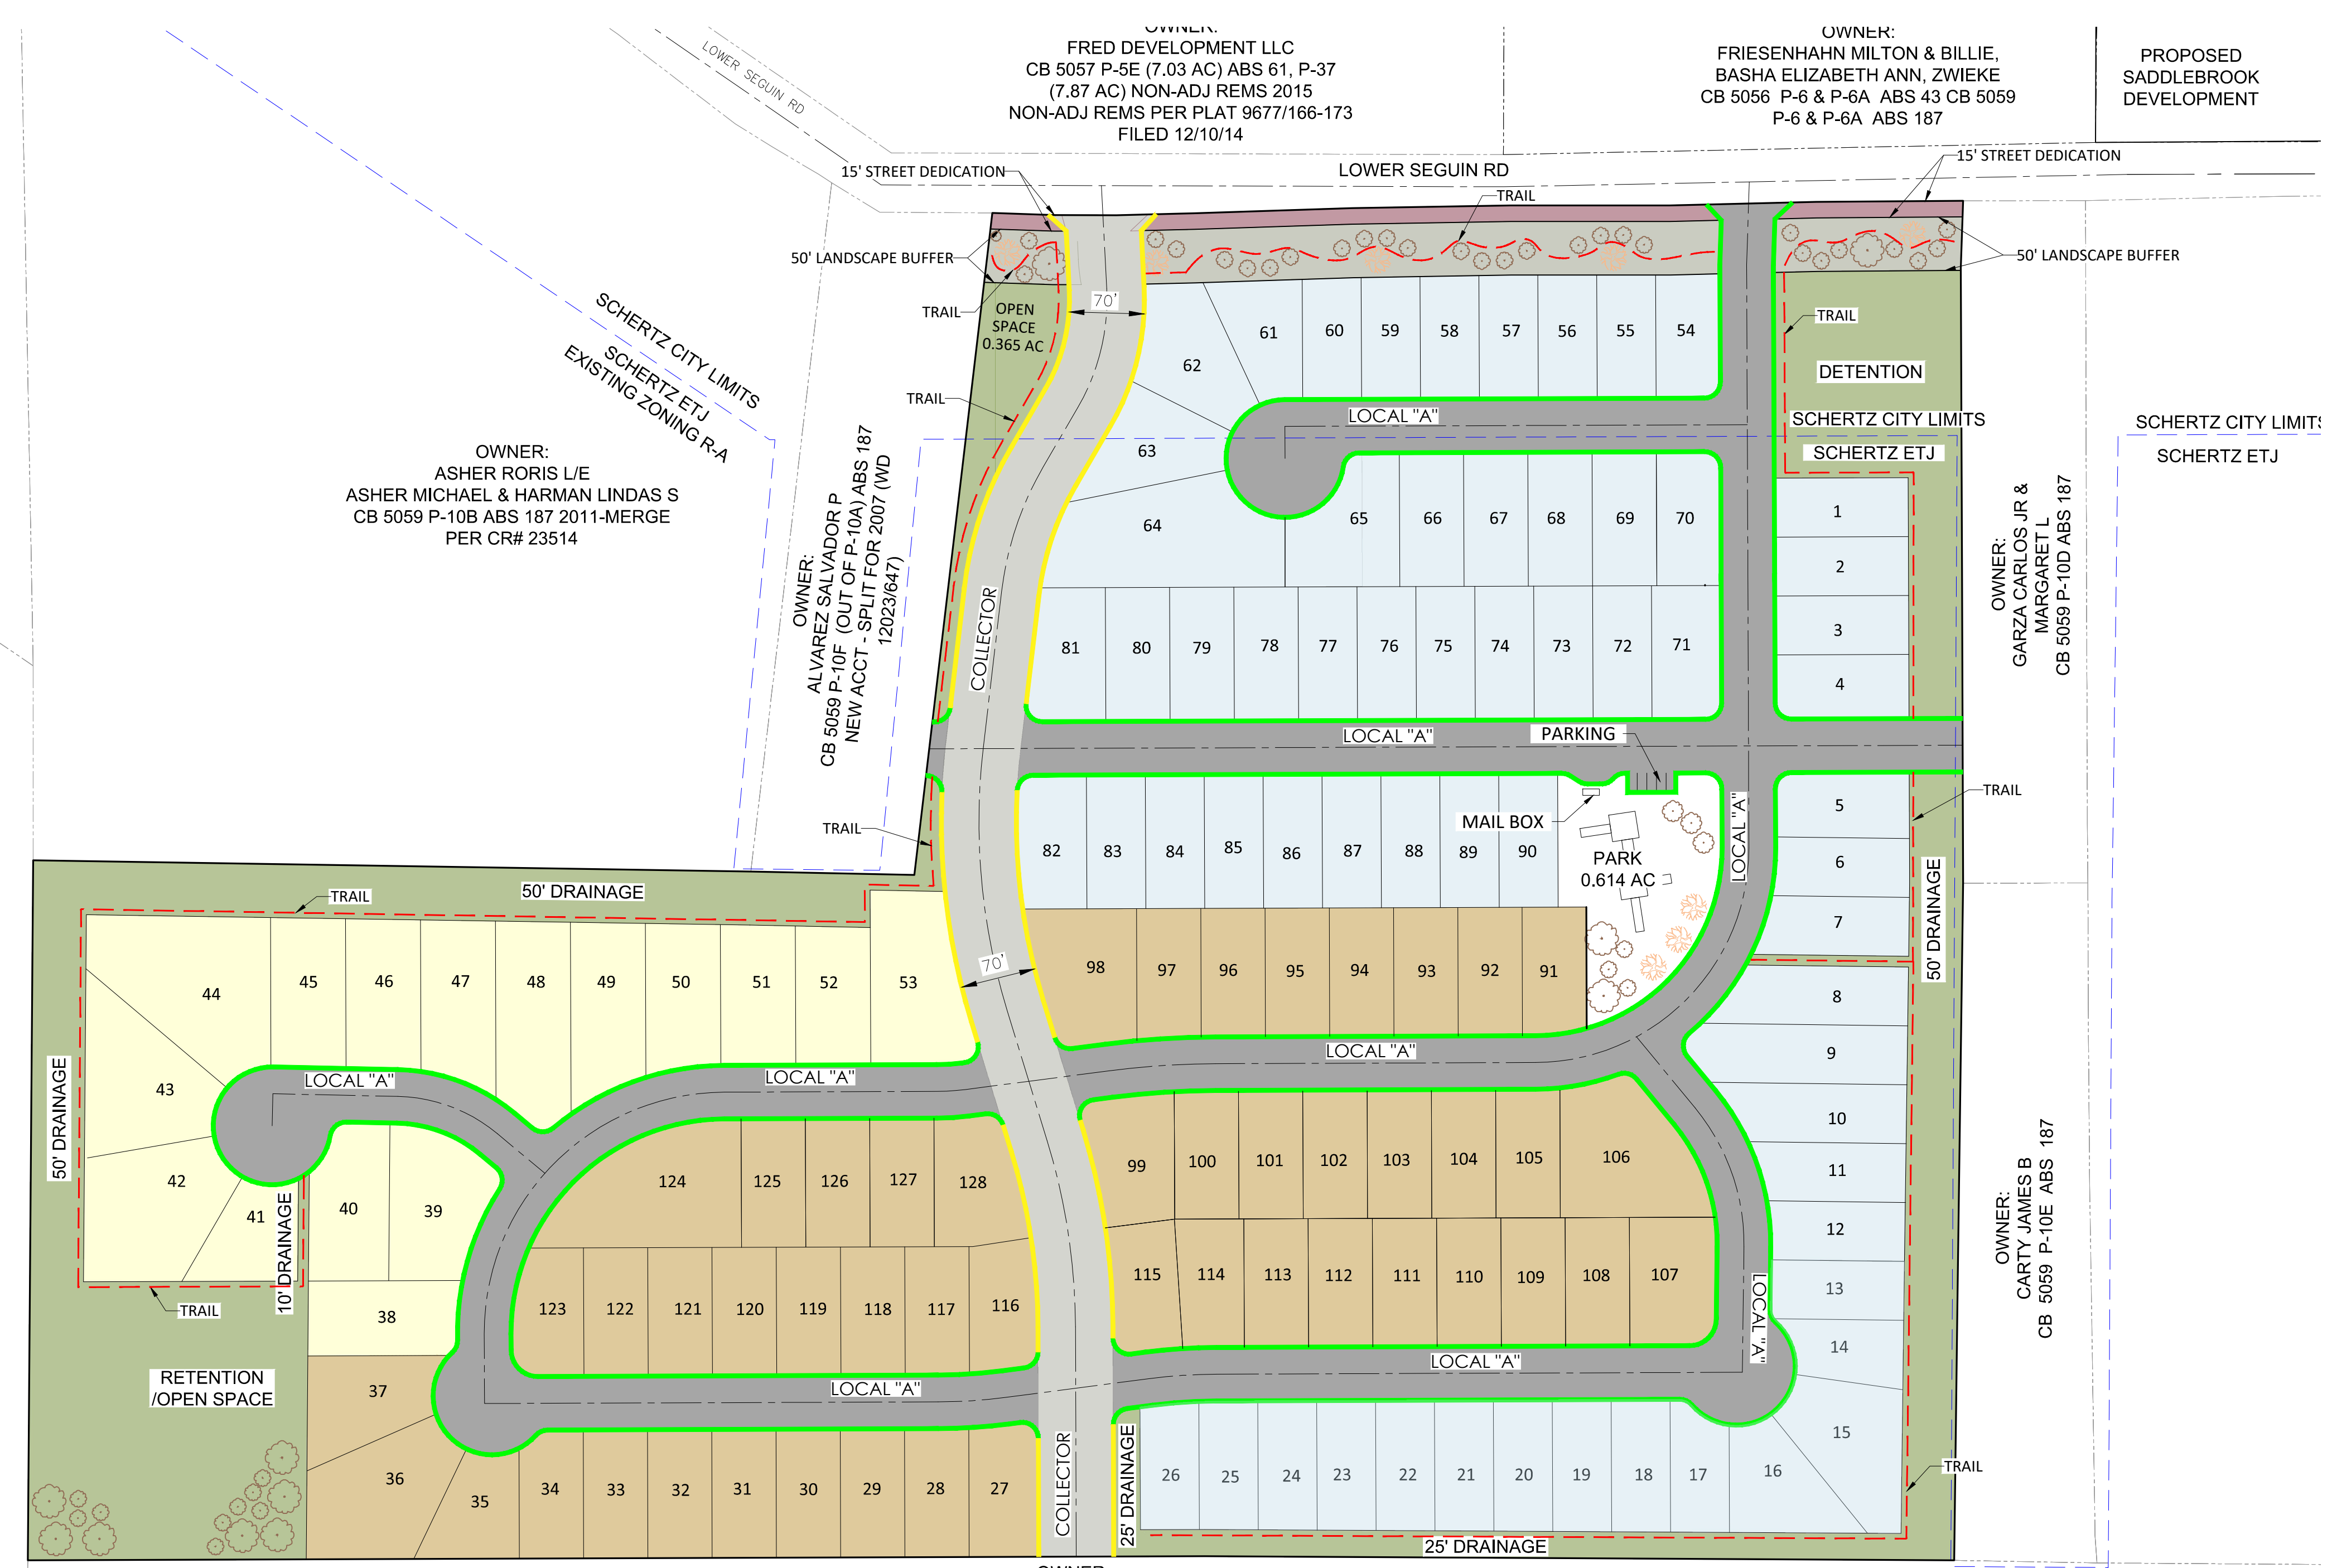 OWNER:
FRED DEVELOPMENT LLC
CB 5057 P-5E (7.03 AC) ABS 61, P-37
(7.87 AC) NON-ADJ REMS 2015
NON-ADJ REMS PER PLAT 9677/166-173
FILED 12/10/14
OWNER:
FRIESENHAHN MILTON & BILLIE,
BASHA ELIZABETH ANN, ZWIEKE
CB 5056 P-6 & P-6A ABS 43 CB 5059
P-6 & P-6A ABS 187
PROPOSED
SADDLEBROOK
DEVELOPMENT
LOWER SEGUIN RD
15' STREET DEDICATION
LOWER SEGUIN RD
15' STREET DEDICATION
TRAIL
50' LANDSCAPE BUFFER
50' LANDSCAPE BUFFER
TRAIL
OPEN
SPACE
0.365 AC
70'
TRAIL
DETENTION
TRAIL
SCHERTZ CITY LIMITS
SCHERTZ ETJ
EXISTING ZONING R-A
62
61
60
59
58
57
56
55
54
LOCAL "A"
SCHERTZ CITY LIMITS
SCHERTZ ETJ
SCHERTZ CITY LIMITS
SCHERTZ ETJ
OWNER:
ASHER RORIS L/E
ASHER MICHAEL & HARMAN LINDAS S
CB 5059 P-10B ABS 187 2011-MERGE
PER CR# 23514
OWNER:
ALVAREZ SALVADOR P
CB 5059 P-10F (OUT OF P-10A) ABS 187
NEW ACCT - SPLIT FOR 2007 (WD
12023/647)
63
64
65
66
67
68
69
70
1
2
3
4
OWNER:
GARZA CARLOS JR &
MARGARET L
CB 5059 P-10D ABS 187
COLLECTOR
81
80
79
78
77
76
75
74
73
72
71
LOCAL "A"
PARKING
MAIL BOX
PARK
0.614 AC
LOCAL "A"
TRAIL
TRAIL
82
83
84
85
86
87
88
89
90
5
6
7
50' DRAINAGE
50' DRAINAGE
TRAIL
44
45
46
47
48
49
50
51
52
53
70'
98
97
96
95
94
93
92
91
8
9
10
11
12
13
14
15
LOCAL "A"
LOCAL "A"
LOCAL "A"
43
42
41
40
39
38
50' DRAINAGE
10' DRAINAGE
TRAIL
124
125
126
127
128
99
100
101
102
103
104
105
106
123
122
121
120
119
118
117
116
115
114
113
112
111
110
109
108
107
LOCAL "A"
OWNER:
CARTY JAMES B
CB 5059 P-10E ABS 187
RETENTION
/OPEN SPACE
37
36
35
34
33
32
31
30
29
28
27
LOCAL "A"
LOCAL "A"
COLLECTOR
25' DRAINAGE
26
25
24
23
22
21
20
19
18
17
16
TRAIL
25' DRAINAGE
OWNER